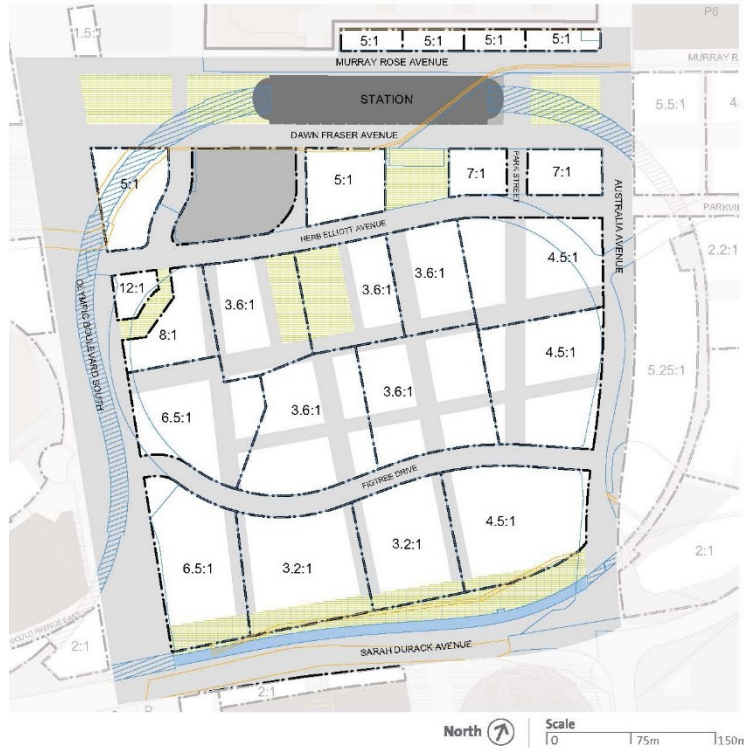 P6
1.5:1
5:1 5:1 5:1 5:1
MURRAY ROSE AVENUE
MURRAY R
STATION
5.5:1
4.
DAWN FRASER AVENUE
5:1
5:1
7:1
PARK STREET
7:1
AUSTRALIA AVENUE
PARKVIE
HERB ELLIOTT AVENUE
2.2:1
4.5:1
OLYMPIC BOULEVARD SOUTH
12:1
3.6:1
3.6:1
3.6:1
8:1
4.5:1
5.25:1
6.5:1
3.6:1
3.6:1
FIGTREE DRIVE
4.5:1
6.5:1
3.2:1
3.2:1
2:1
GOULD AVENUE EAST
2:1
SARAH DURACK AVENUE
2:1
North
Scale
0 75m 150m